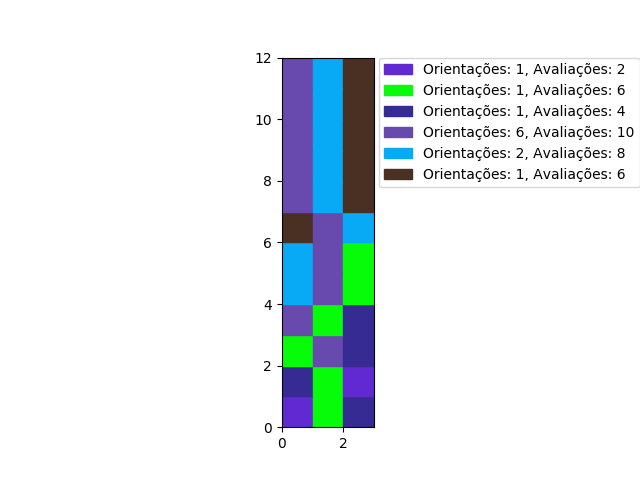 12
10
8
6
4
2
0
0 2
Orientações: 1, Avaliações: 2
Orientações: 1, Avaliações: 6
Orientações: 1, Avaliações: 4
Orientações: 6, Avaliações: 10
Orientações: 2, Avaliações: 8
Orientações: 1, Avaliações: 6